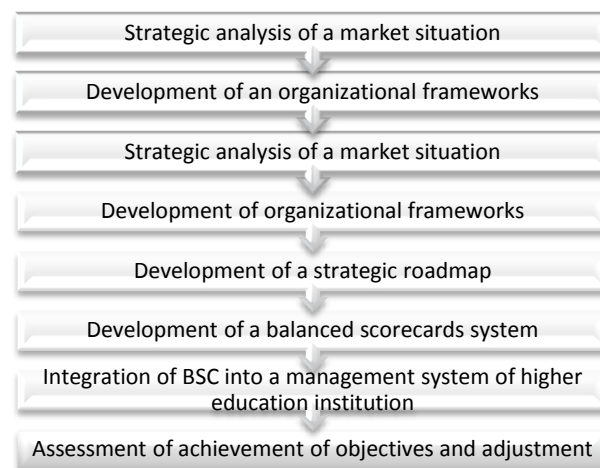 Strategic analysis of a market situation
Development of an organizational frameworks
Strategic analysis of a market situation
Development of organizational frameworks
Development of a strategic roadmap
Development of a balanced scorecards system
Integration of BSC into a management system of higher
education institution
Assessment of achievement of objectives and adjustment